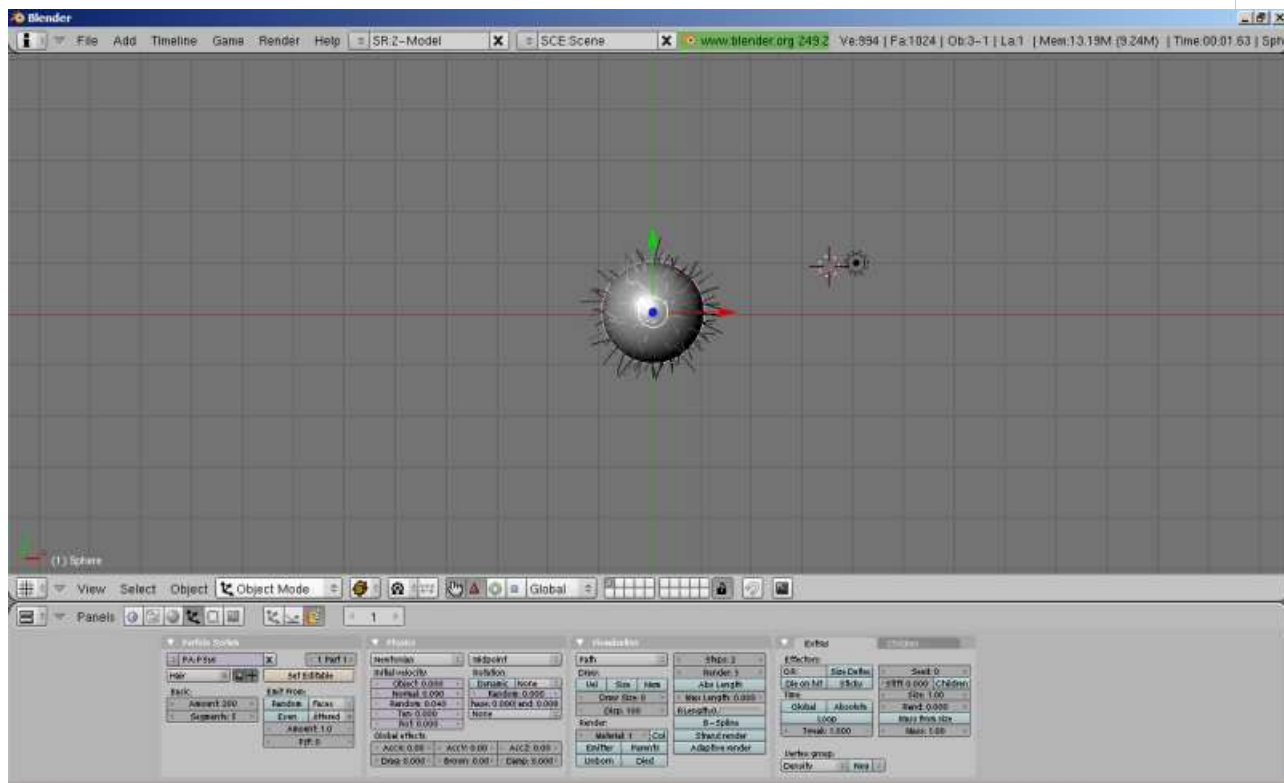 Blender
File Add Timeline Game Render Help SR:2-Model X SCE:Scene X www.blender.org 249.2 Ve:994 | Fa:1024 | Ob:3-1 | La:1 | Mem:13.19M (9.24M) | Time:00:01.63 | Sph
(1) Sphere
View Select Object Object Mode Global
Panels 1
Particle System
PA:PSys X 1 Part 1
Hair Set Editable
Basic: Emit From:
Amount: 200 Random Faces
Segments: 5 Even
Amount: 1.0
P/F: 0
Physics
Newtonian Midpoint
Initial velocity: Rotation:
Object: 0.000 Dynamic None
Normal: 0.090 Random: 0.000
Random: 0.040
Tan: 0.000 None
Rot: 0.000
Global effects:
AccX: 0.00 AccY: 0.00 AccZ: 0.00
Drag: 0.000 Brown: 0.00 Damp: 0.000
Visualization
Path Steps: 3
Draw: Render: 5
Vel Size Num Abs Length
Draw Size: 0 Max Length: 0.000
Disp: 100
Render: B-Spline
Material: 1 Col Strand render
Emitter Parents Adaptive render
Unborn Died
Extras Children
Effectors:
Size Deflect Seed: 0
Die on hit Sticky Children
Time: Size: 1.00
Global Absolute Rand: 0.000
Loop Mass from size
Tweak: 1.000 Mass: 1.00
Vertex group:
Density Neg